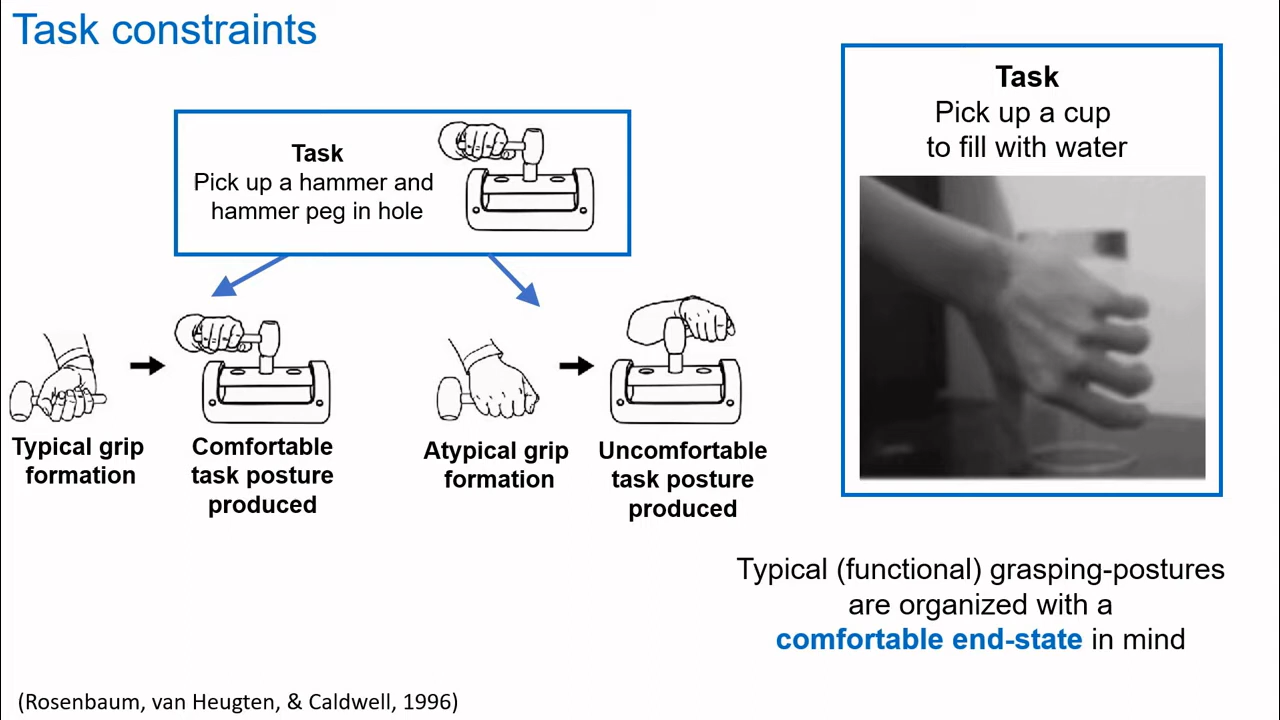 Task constraints
Task
Pick up a hammer and
hammer peg in hole
Typical grip
formation
Comfortable
task posture
produced
Atypical grip
formation
Uncomfortable
task posture
produced
Task
Pick up a cup
to fill with water
Typical (functional) grasping-postures
are organized with a
comfortable end-state in mind
(Rosenbaum, van Heugten, & Caldwell, 1996)